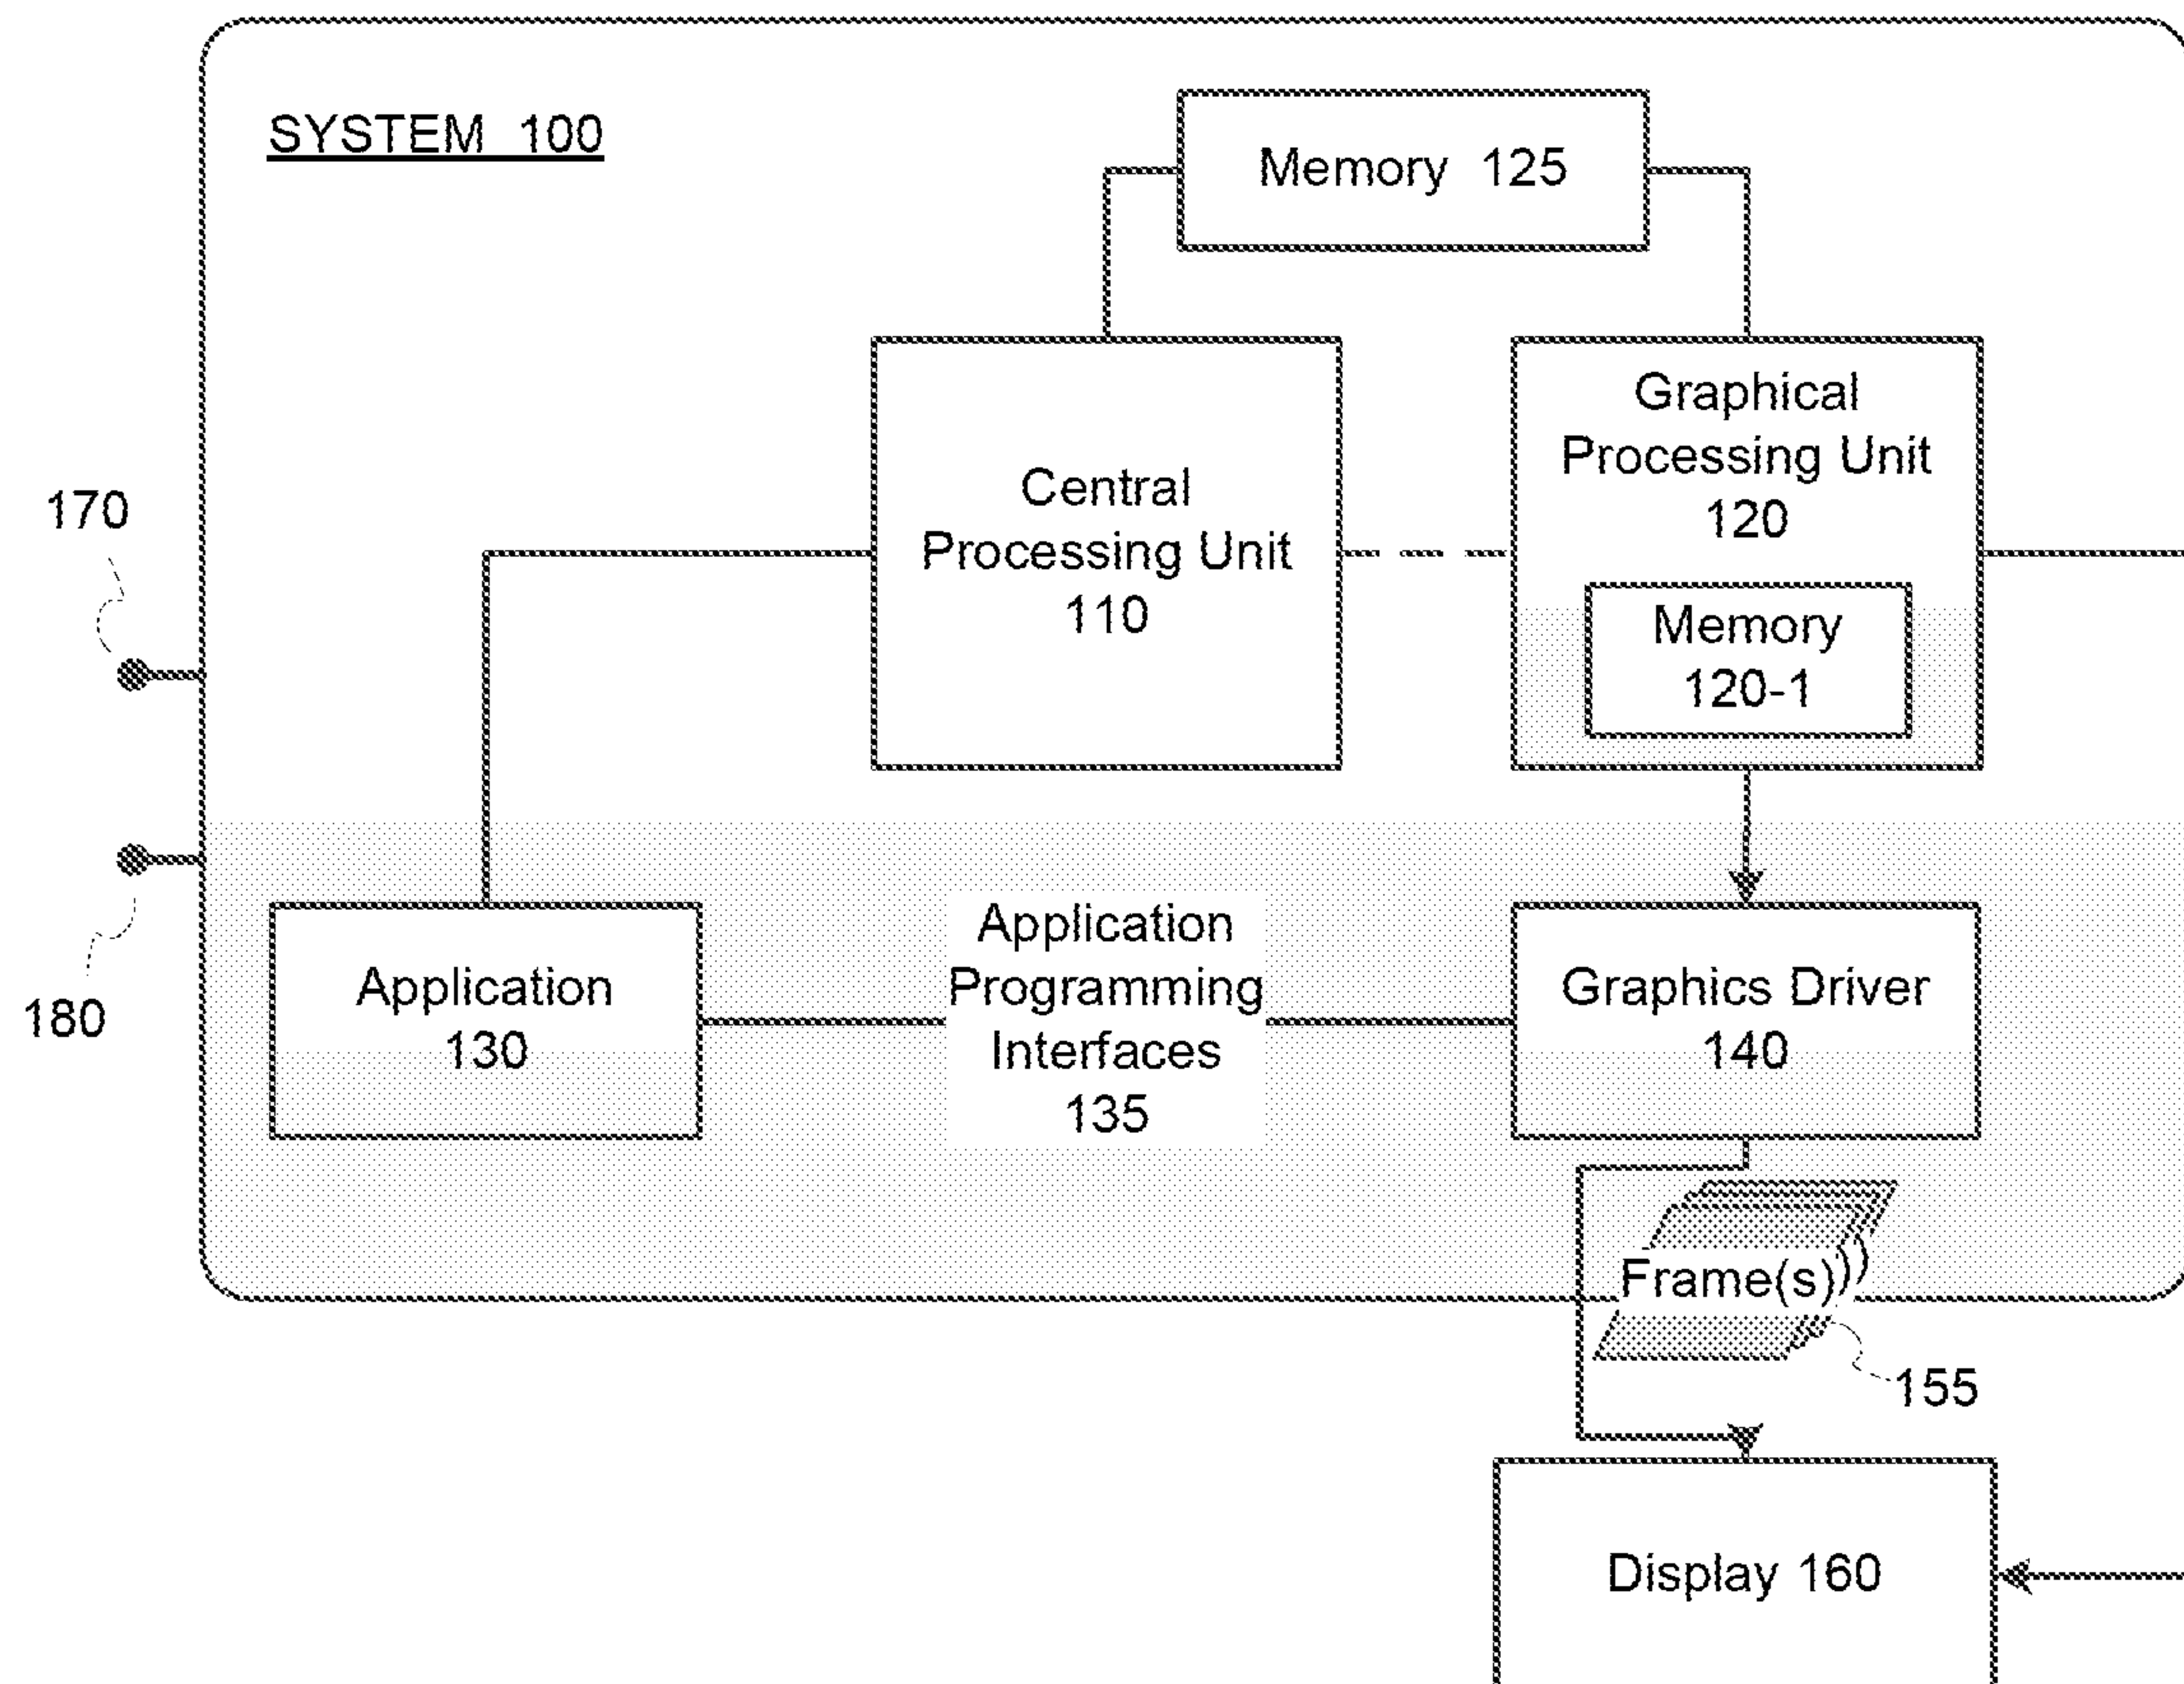 SYSTEM 100
Memory 125
Graphical
Processing Unit
120
Memory
120-1
Central
Processing Unit
110
170
180
Application
130
Application
Programming
Interfaces
135
Graphics Driver
140
Frame(s)))
155
Display 160